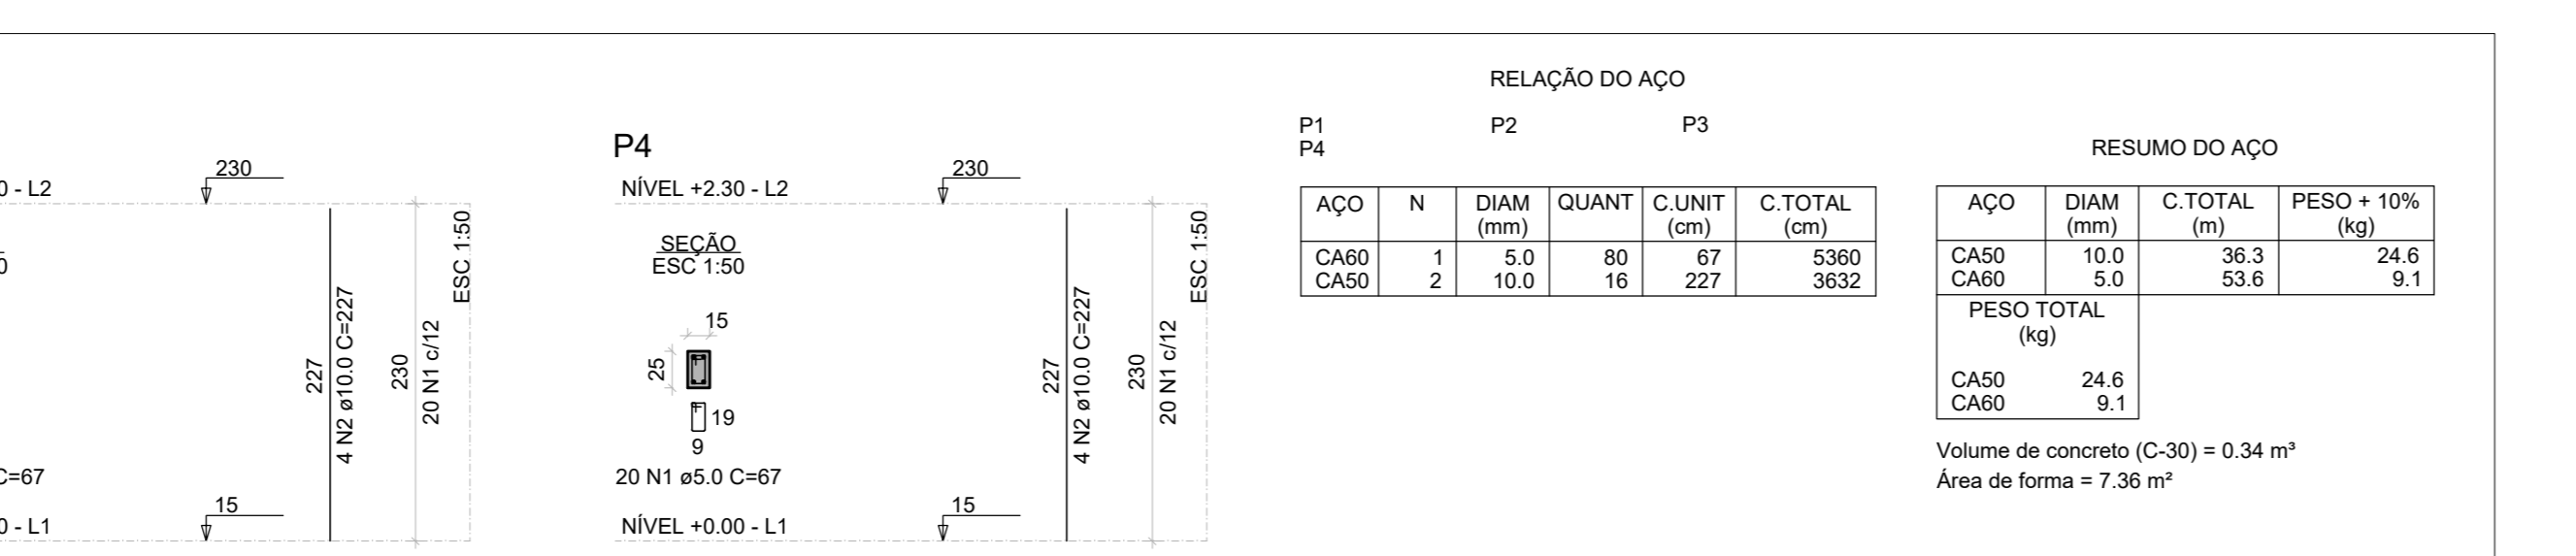 0 - L2
230
0
227
4 N2 ø10.0 C=227
230
20 N1 c/12
ESC 1:50
C=67
15
0 - L1
P4
NÍVEL +2.30 - L2
230
SEÇÃO
ESC 1:50
15
25
19
9
20 N1 ø5.0 C=67
NÍVEL +0.00 - L1
15
227
4 N2 ø10.0 C=227
230
20 N1 c/12
ESC 1:50
RELAÇÃO DO AÇO
P1 P2 P3
P4
AÇO N DIAM QUANT C.UNIT C.TOTAL
(mm) (cm) (cm)
CA60 1 5.0 80 67 5360
CA50 2 10.0 16 227 3632
RESUMO DO AÇO
AÇO DIAM C.TOTAL PESO + 10%
(mm) (m) (kg)
CA50 10.0 36.3 24.6
CA60 5.0 53.6 9.1
PESO TOTAL
(kg)
CA50 24.6
CA60 9.1
Volume de concreto (C-30) = 0.34 m³
Área de forma = 7.36 m²